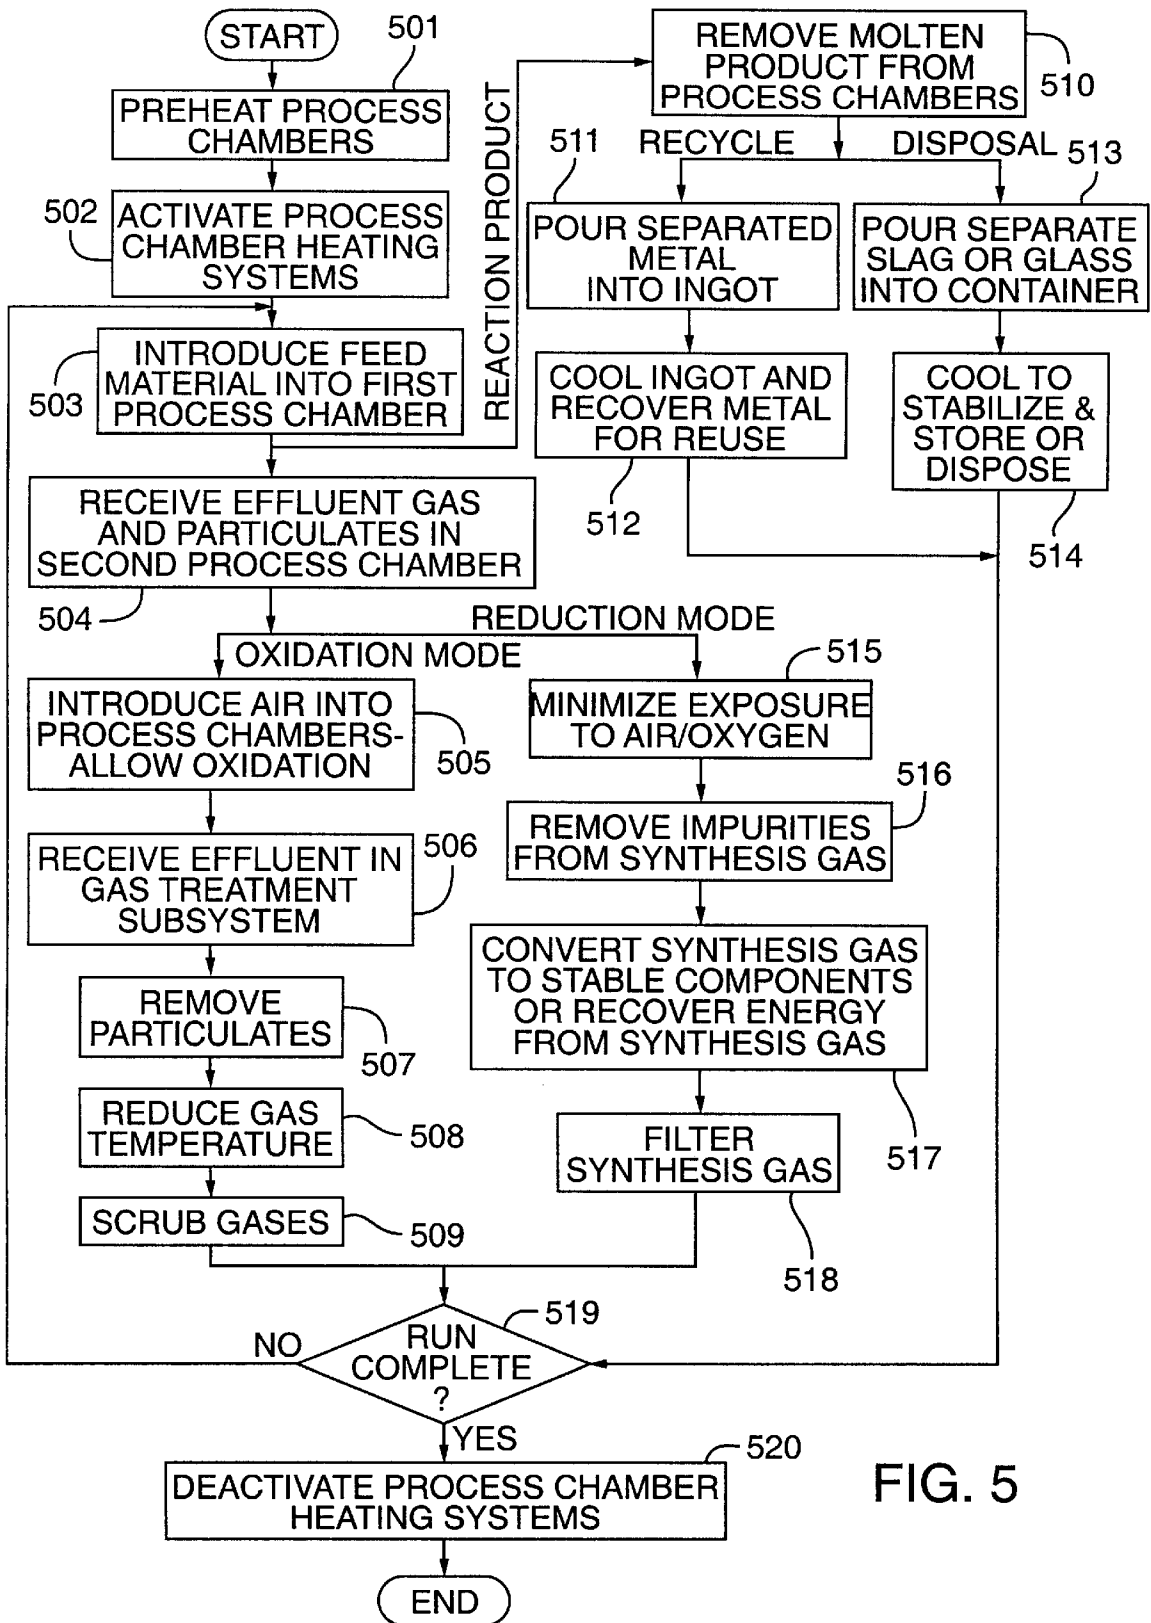 START
501
PREHEAT PROCESS
CHAMBERS
502
ACTIVATE PROCESS
CHAMBER HEATING
SYSTEMS
503
INTRODUCE FEED
MATERIAL INTO FIRST
PROCESS CHAMBER
REACTION PRODUCT
RECEIVE EFFLUENT GAS
AND PARTICULATES IN
SECOND PROCESS CHAMBER
504
REMOVE MOLTEN
PRODUCT FROM
PROCESS CHAMBERS
510
RECYCLE
DISPOSAL
511
POUR SEPARATED
METAL
INTO INGOT
513
POUR SEPARATE
SLAG OR GLASS
INTO CONTAINER
COOL INGOT AND
RECOVER METAL
FOR REUSE
512
COOL TO
STABILIZE &
STORE OR
DISPOSE
514
OXIDATION MODE
REDUCTION MODE
INTRODUCE AIR INTO
PROCESS CHAMBERS-
ALLOW OXIDATION
505
RECEIVE EFFLUENT IN
GAS TREATMENT
SUBSYSTEM
506
REMOVE
PARTICULATES
507
REDUCE GAS
TEMPERATURE
508
SCRUB GASES
509
515
MINIMIZE EXPOSURE
TO AIR/OXYGEN
516
REMOVE IMPURITIES
FROM SYNTHESIS GAS
CONVERT SYNTHESIS GAS
TO STABLE COMPONENTS
OR RECOVER ENERGY
FROM SYNTHESIS GAS
517
FILTER
SYNTHESIS GAS
518
519
RUN
COMPLETE
?
NO
YES
520
DEACTIVATE PROCESS CHAMBER
HEATING SYSTEMS
END
FIG. 5